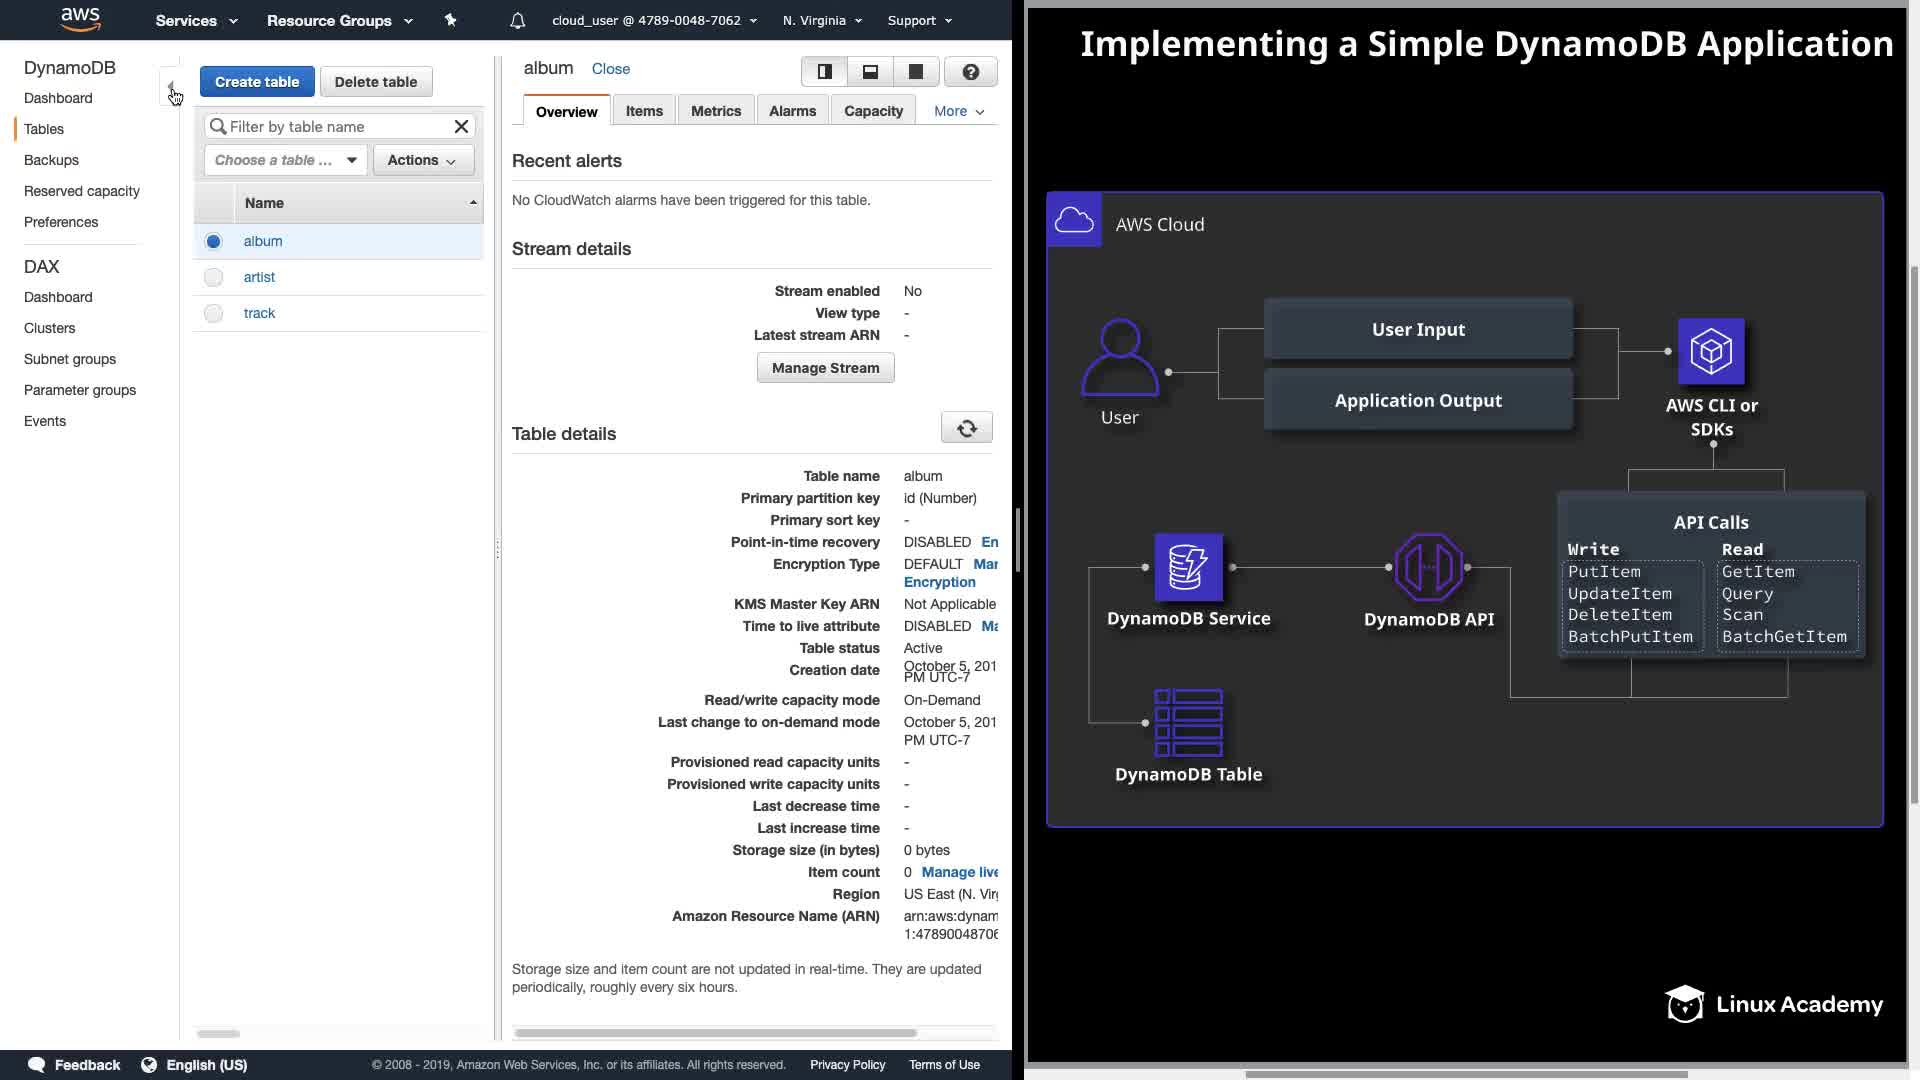 aws
Services
Resource Groups
cloud_user @ 4789-0048-7062
N. Virginia
Support
DynamoDB
Dashboard
Tables
Backups
Reserved capacity
Preferences
DAX
Dashboard
Clusters
Subnet groups
Parameter groups
Events
Create table
Delete table
Filter by table name
Choose a table ...
Actions
Name
album
artist
track
album Close
Overview
Items
Metrics
Alarms
Capacity
More
Recent alerts
No CloudWatch alarms have been triggered for this table.
Stream details
Stream enabled No
View type -
Latest stream ARN -
Manage Stream
Table details
Table name album
Primary partition key id (Number)
Primary sort key -
Point-in-time recovery DISABLED En
Encryption Type DEFAULT Mar
Encryption
KMS Master Key ARN Not Applicable
Time to live attribute DISABLED Ma
Table status Active
Creation date October 5, 201
PM UTC-7
Read/write capacity mode On-Demand
Last change to on-demand mode October 5, 201
PM UTC-7
Provisioned read capacity units -
Provisioned write capacity units -
Last decrease time -
Last increase time -
Storage size (in bytes) 0 bytes
Item count 0 Manage live
Region US East (N. Virg
Amazon Resource Name (ARN) arn:aws:dynam
1:47890048706
Storage size and item count are not updated in real-time. They are updated
periodically, roughly every six hours.
Feedback
English (US)
© 2008 - 2019, Amazon Web Services, Inc. or its affiliates. All rights reserved.
Privacy Policy
Terms of Use
Implementing a Simple DynamoDB Application
AWS Cloud
User
User Input
Application Output
AWS CLI or
SDKs
API Calls
Write Read
PutItem GetItem
UpdateItem Query
DeleteItem Scan
BatchPutItem BatchGetItem
DynamoDB Service
DynamoDB API
DynamoDB Table
Linux Academy